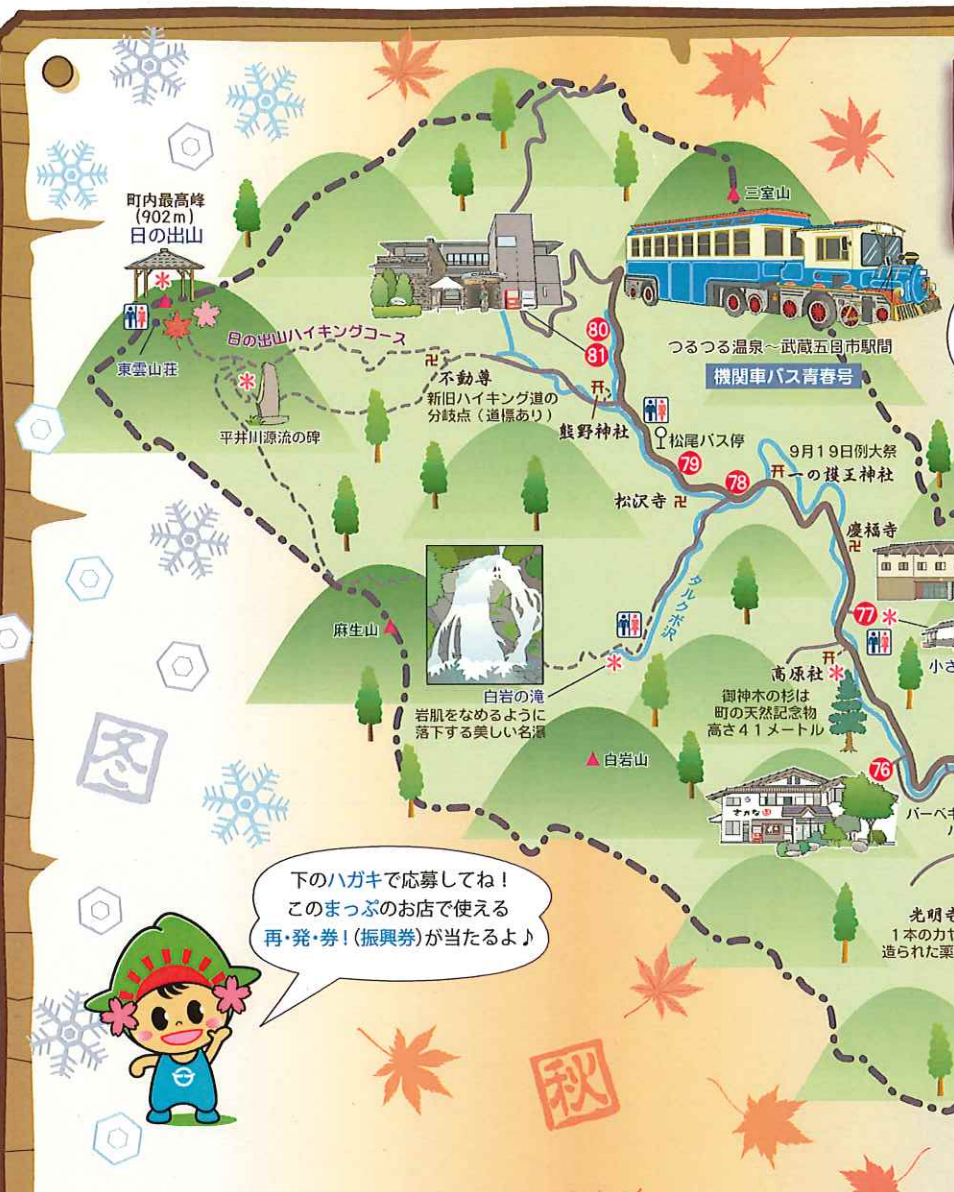 町内最高峰
(902m)
日の出山
三室山
東雲山荘
日の出山ハイキングコース
平井川源流の碑
不動尊
新旧ハイキング道の
分岐点（道標あり）
80
81
つるつる温泉～武蔵五日市駅間
機関車バス青春号
熊野神社
松尾バス停
79
78
9月19日例大祭
一の護王神社
松沢寺
慶福寺
タルクボ沢
77
小さ
麻生山
白岩の滝
岩肌をなめるように
落下する美しい名瀑
高原社
御神木の杉は
町の天然記念物
高さ41メートル
白岩山
76
さかな園
バーベキ
冬
光明寺
1本のカヤ
造られた薬
下のハガキで応募してね！
このまっぷのお店で使える
再・発・券！(振興券)が当たるよ♪
秋